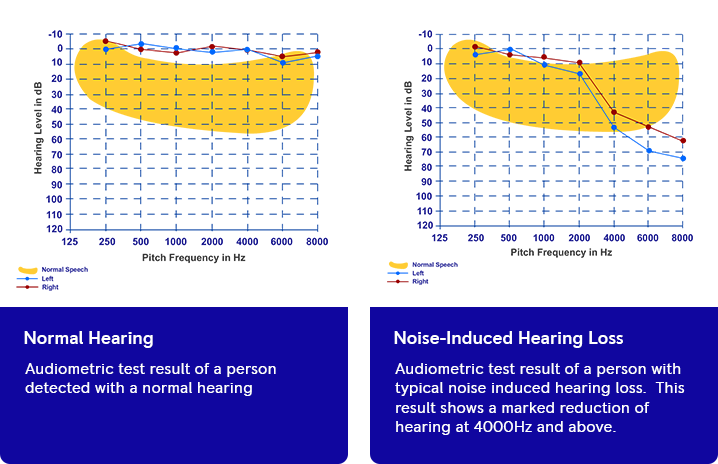 -10
0
10
20
30
40
50
60
70
80
90
100
110
120
Hearing Level in dB
125 250 500 1000 2000 4000 6000 8000
Pitch Frequency in Hz
Normal Speech
Left
Right
Normal Hearing
Audiometric test result of a person
detected with a normal hearing
-10
0
10
20
30
40
50
60
70
80
90
100
110
120
Hearing Level in dB
125 250 500 1000 2000 4000 6000 8000
Pitch Frequency in Hz
Normal Speech
Left
Right
Noise-Induced Hearing Loss
Audiometric test result of a person with
typical noise induced hearing loss. This
result shows a marked reduction of
hearing at 4000Hz and above.